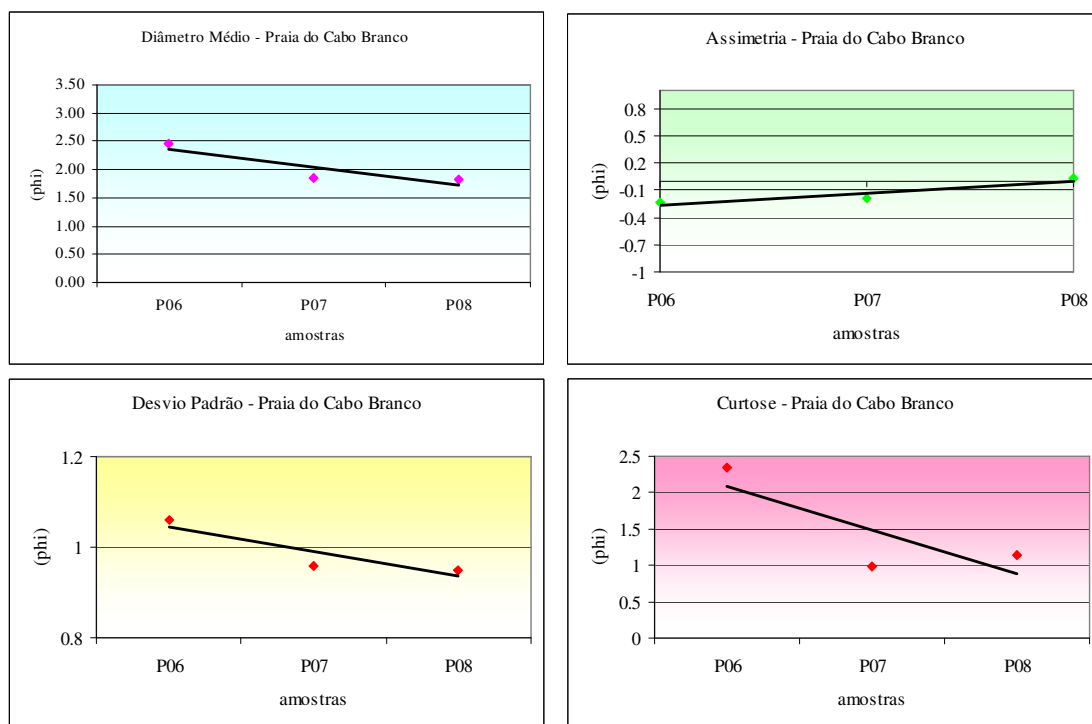 Diâmetro Médio - Praia do Cabo Branco
3.50
3.00
2.50
2.00
1.50
1.00
0.50
0.00
(phi)
P06 P07 P08
amostras
Assimetria - Praia do Cabo Branco
0.8
0.5
0.2
-0.1
-0.4
-0.7
-1
(phi)
P06 P07 P08
amostras
Desvio Padrão - Praia do Cabo Branco
1.2
1
0.8
(phi)
P06 P07 P08
amostras
Curtose - Praia do Cabo Branco
2.5
2
1.5
1
0.5
0
(phi)
P06 P07 P08
amostras